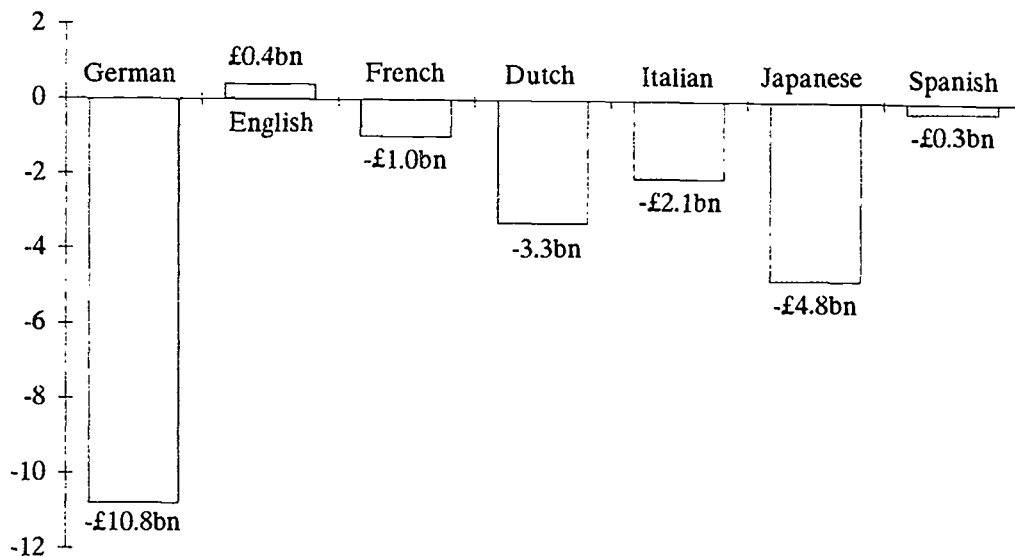 2
£0.4bn
German
French
Dutch
Italian
Japanese
Spanish
0
English
-£1.0bn
-£0.3bn
-2
-£2.1bn
-3.3bn
-4
-£4.8bn
-6
-8
-10
-£10.8bn
-12